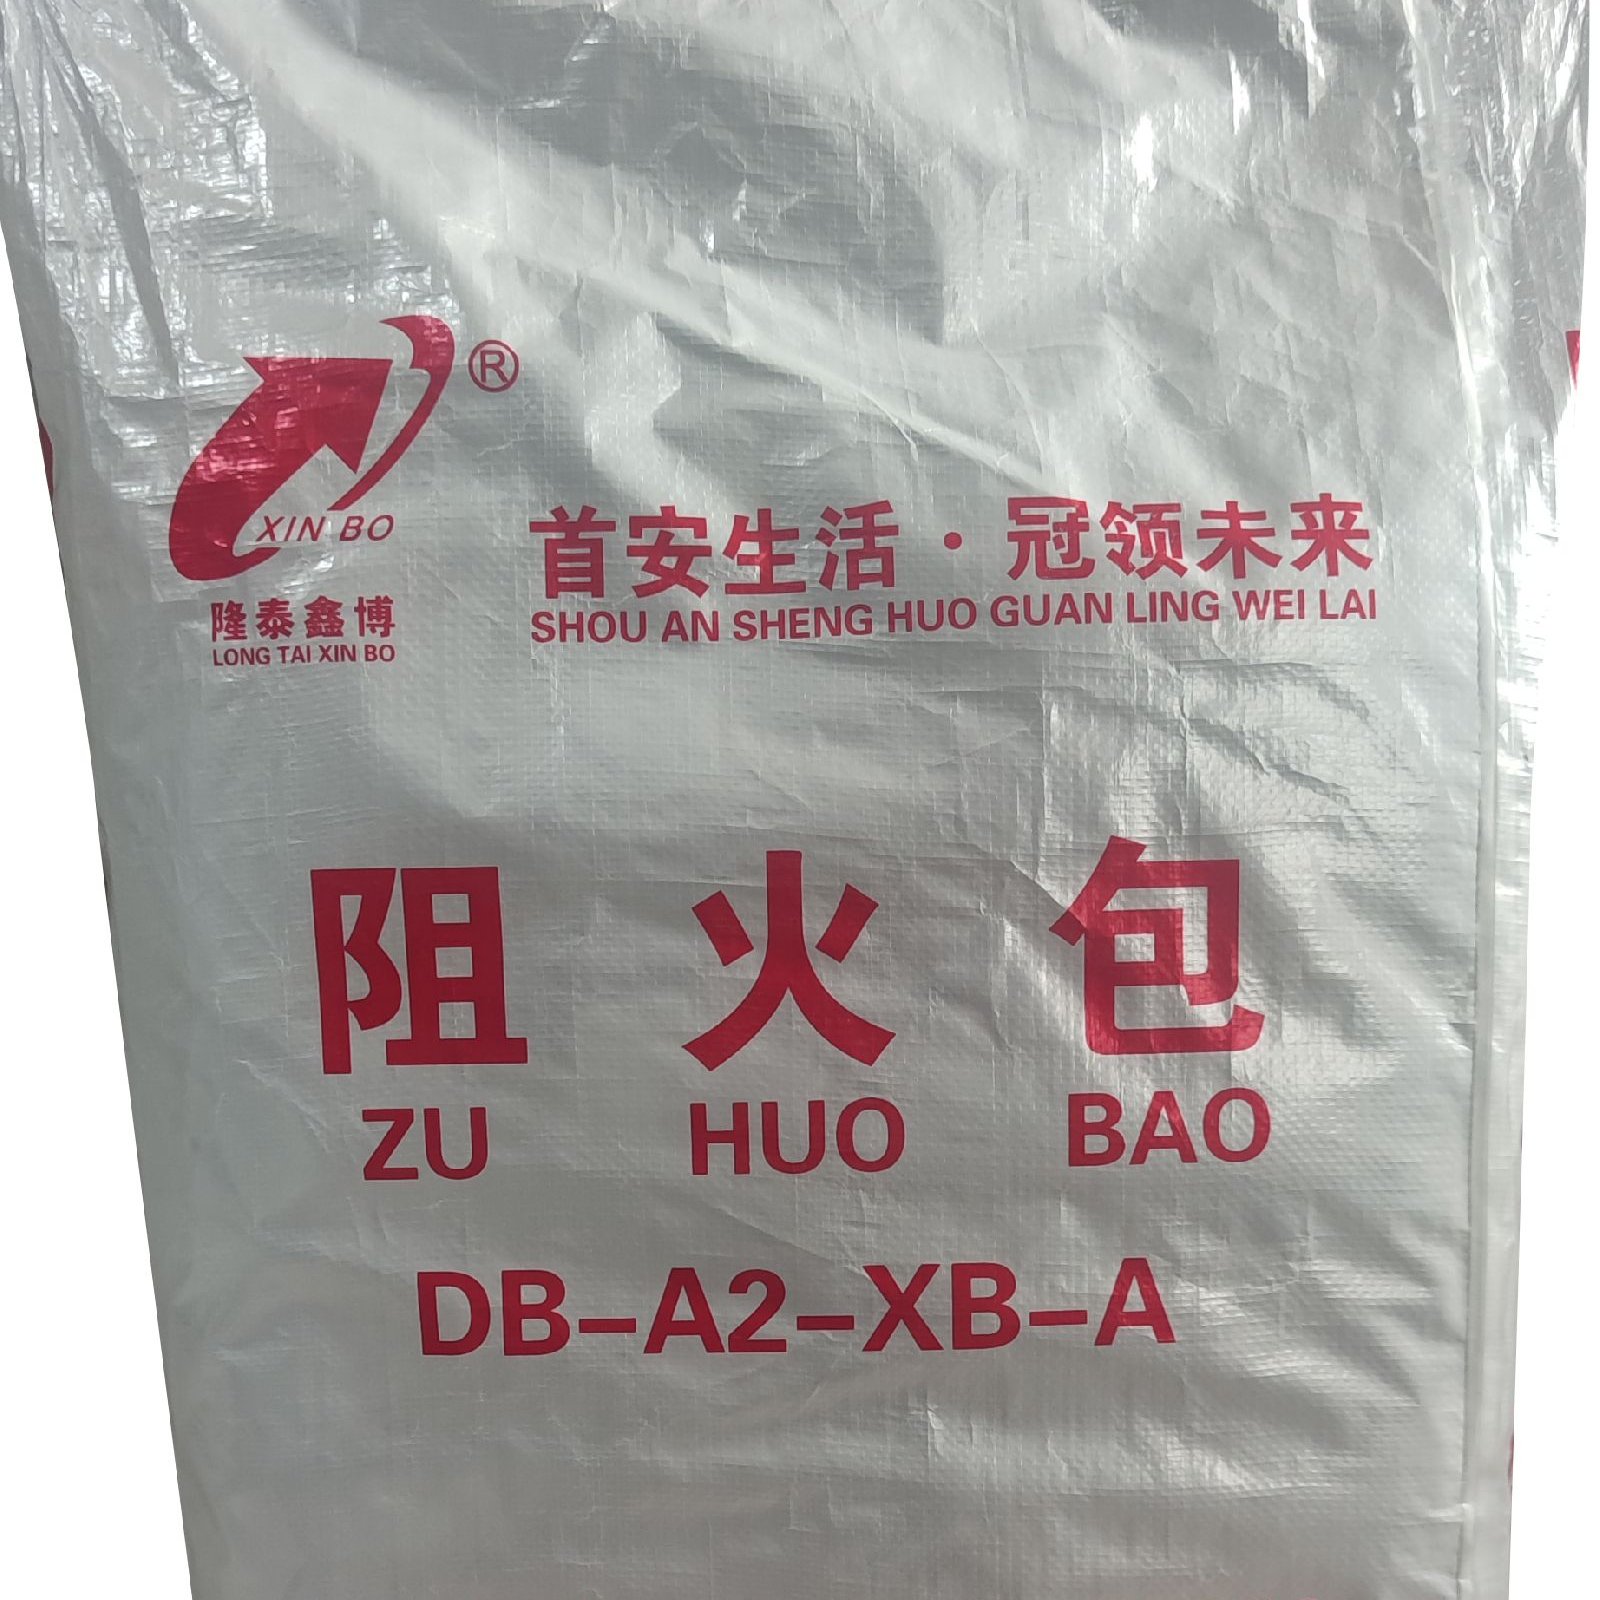 ®
XIN BO
隆泰鑫博
LONG TAI XIN BO
首安生活·冠领未来
SHOU AN SHENG HUO GUAN LING WEI LAI
阻火包
ZU HUO BAO
DB-A2-XB-A